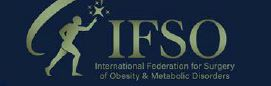 IFSO
International Federation for Surgery
of Obesity & Metabolic Disorders